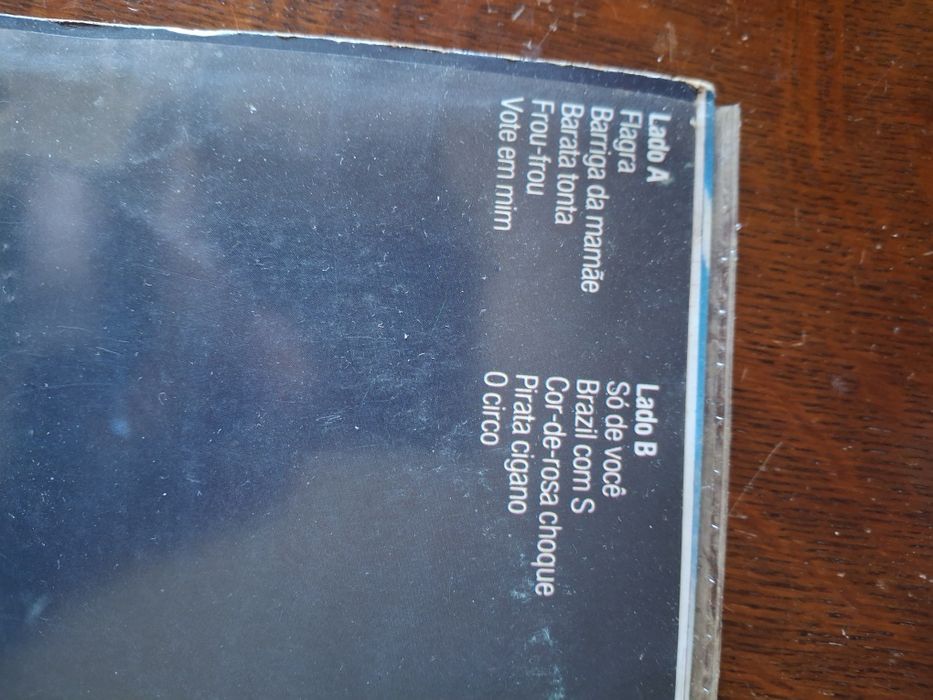 Lado A
Flagra
Barriga da mamãe
Barata tonta
Frou-frou
Vote em mim
Lado B
Só de você
Brazil com S
Cor-de-rosa choque
Pirata cigano
O circo